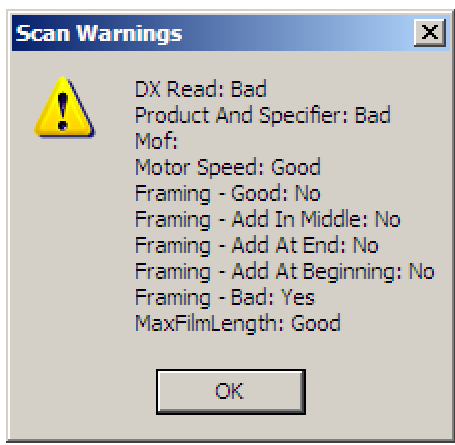 Scan Warnings
DX Read: Bad
Product And Specifier: Bad
Mof:
Motor Speed: Good
Framing - Good: No
Framing - Add In Middle: No
Framing - Add At End: No
Framing - Add At Beginning: No
Framing - Bad: Yes
MaxFilmLength: Good
OK